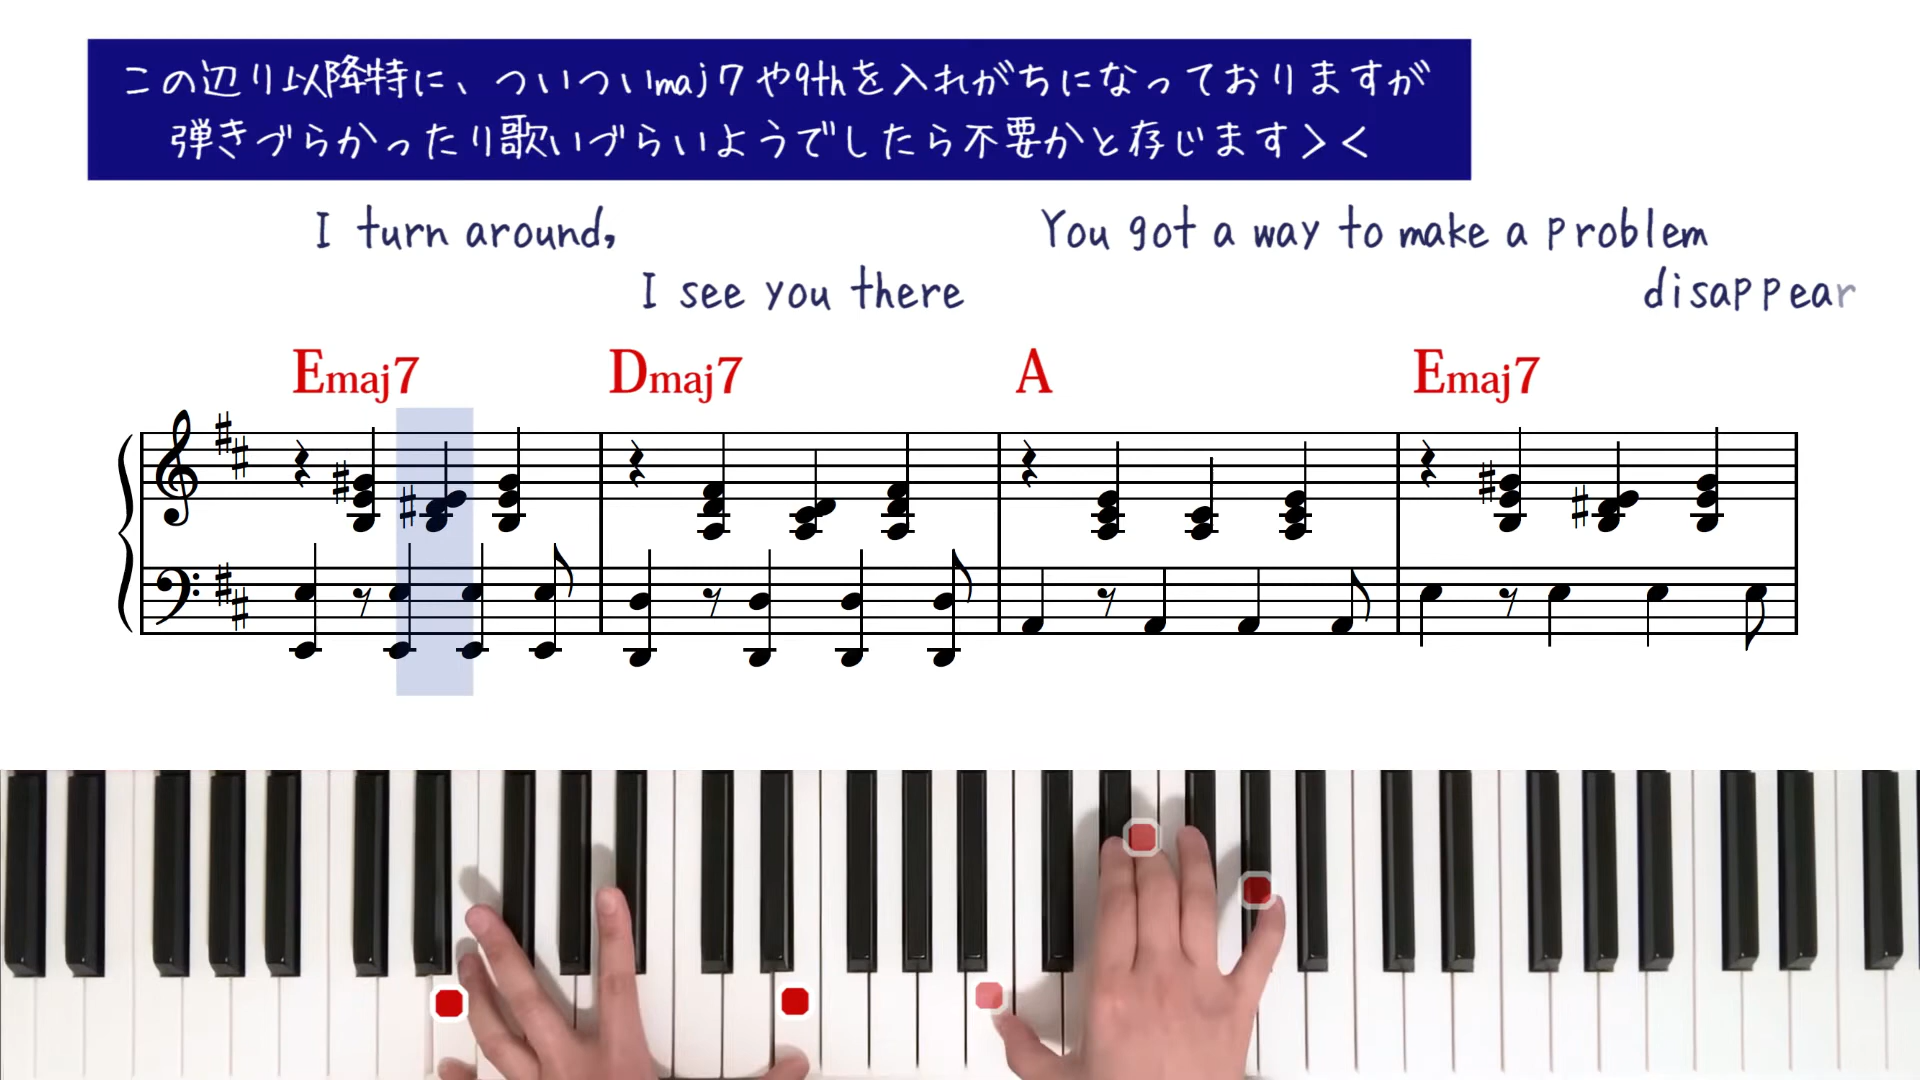 この辺り以降特に、ついついmaj7や9thを入れがちになっておりますが
弾きづらかったり歌いづらいようでしたら不要かと存じます＞＜
I turn around,
I see you there
You got a way to make a problem
disappear
Emaj7 Dmaj7 A Emaj7